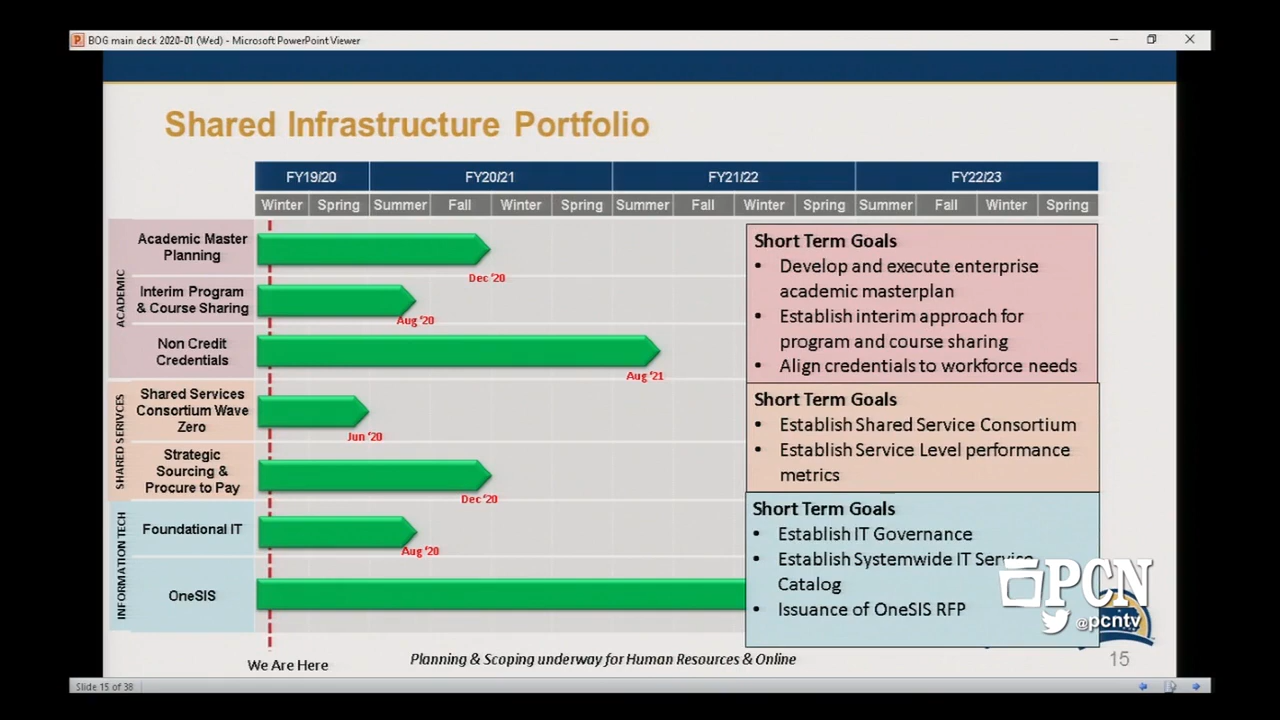 BOG main deck 2020-01 (Wed) - Microsoft PowerPoint Viewer
Shared Infrastructure Portfolio
FY19/20 FY20/21 FY21/22 FY22/23
Winter Spring Summer Fall Winter Spring Summer Fall Winter Spring Summer Fall Winter Spring
ACADEMIC
Academic Master
Planning
Dec '20
Interim Program
& Course Sharing
Aug '20
Non Credit
Credentials
Aug '21
SHARED SERIVCES
Shared Services
Consortium Wave
Zero
Jun '20
Strategic
Sourcing &
Procure to Pay
Dec '20
INFORMATION TECH
Foundational IT
Aug '20
OneSIS
Short Term Goals
• Develop and execute enterprise
academic masterplan
• Establish interim approach for
program and course sharing
• Align credentials to workforce needs
Short Term Goals
• Establish Shared Service Consortium
• Establish Service Level performance
metrics
Short Term Goals
• Establish IT Governance
• Establish Systemwide IT Service
Catalog
• Issuance of OneSIS RFP
PCN
@pcntv
We Are Here
Planning & Scoping underway for Human Resources & Online
15
Slide 15 of 38